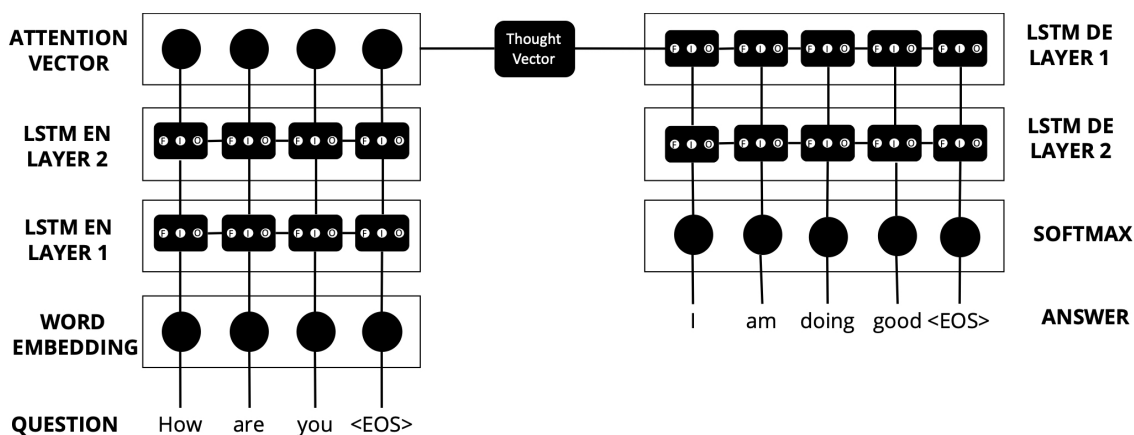 ATTENTION
VECTOR
LSTM EN
LAYER 2
LSTM EN
LAYER 1
WORD
EMBEDDING
QUESTION
F I O F I O F I O F I O
F I O F I O F I O F I O
How are you <EOS>
Thought
Vector
F I O F I O F I O F I O F I O
F I O F I O F I O F I O F I O
I am doing good <EOS>
LSTM DE
LAYER 1
LSTM DE
LAYER 2
SOFTMAX
ANSWER